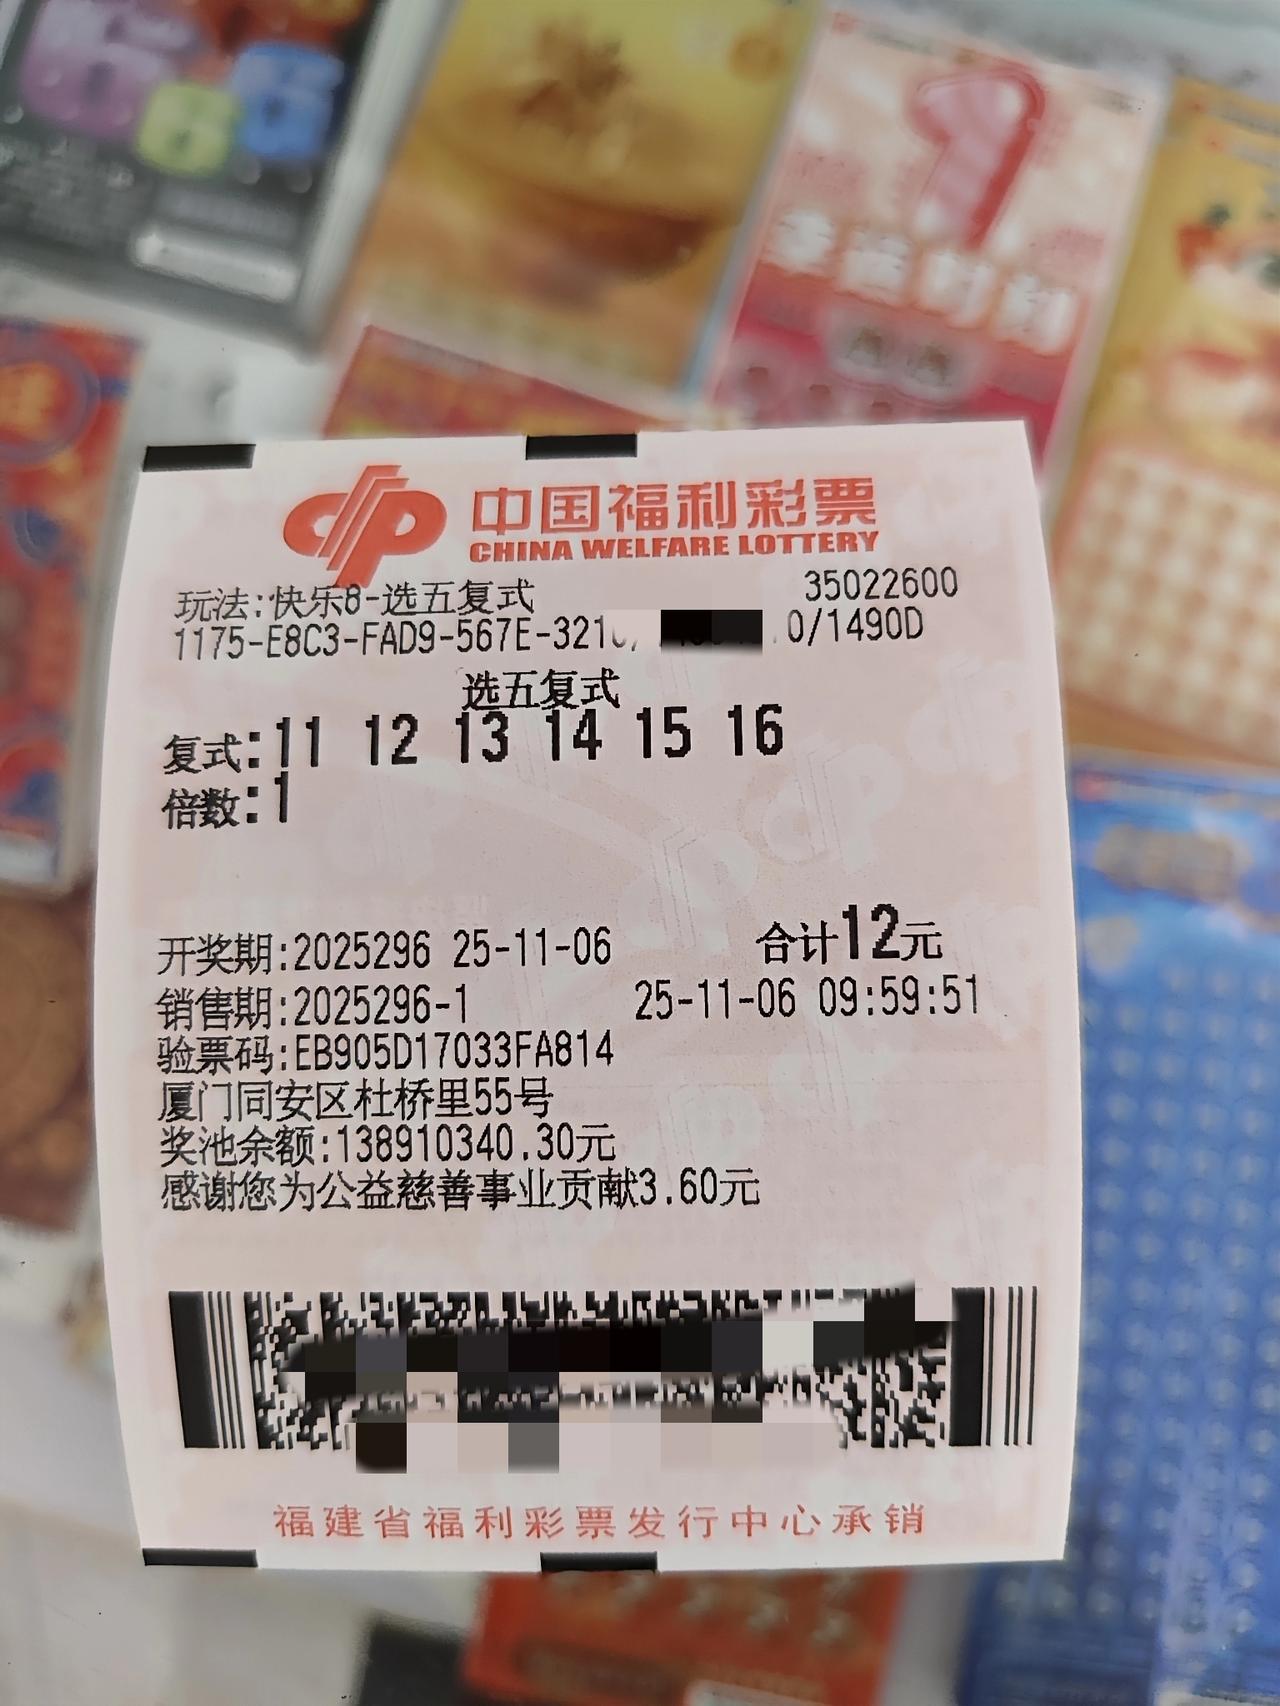 1
幸福时刻
中国福利彩票
CHINA WELFARE LOTTERY
玩法:快乐8-选五复式 35022600
1175-E8C3-FAD9-567E-321 0/1490D
选五复式
复式:11 12 13 14 15 16
倍数:1
开奖期:2025296 25-11-06 合计12元
销售期:2025296-1 25-11-06 09:59:51
验票码:EB905D17033FA814
厦门同安区杜桥里55号
奖池余额:138910340.30元
感谢您为公益慈善事业贡献3.60元
福建省福利彩票发行中心承销